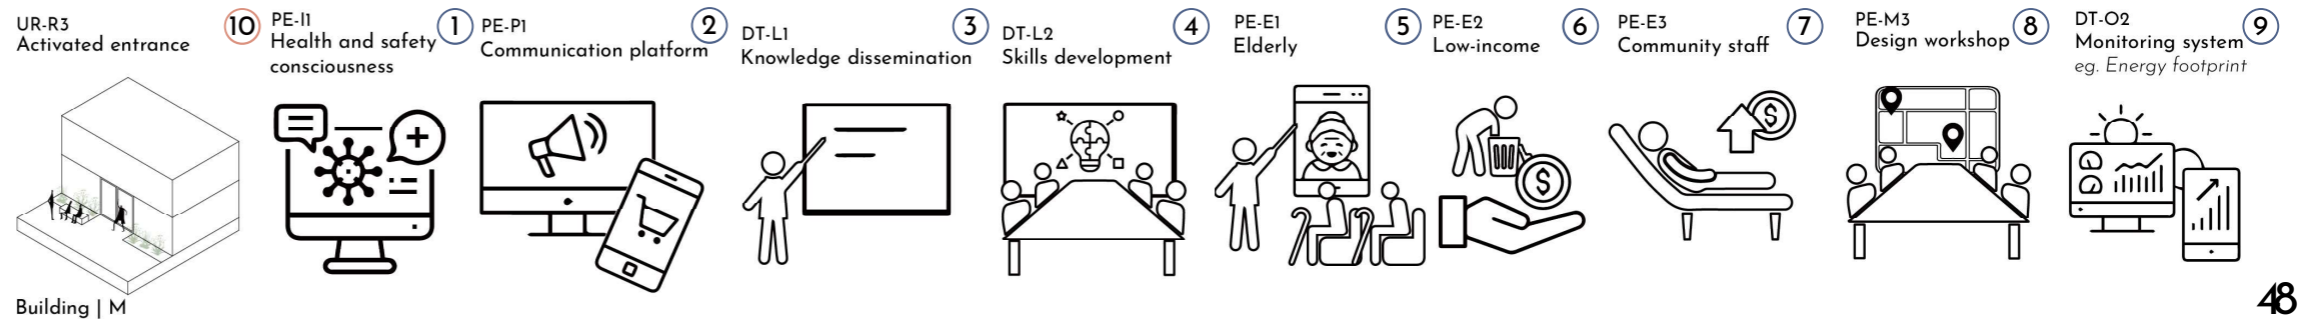 UR-R3
Activated entrance
10
PE-I1
Health and safety
consciousness
1
PE-P1
Communication platform
2
DT-L1
Knowledge dissemination
3
DT-L2
Skills development
4
PE-E1
Elderly
5
PE-E2
Low-income
6
PE-E3
Community staff
7
PE-M3
Design workshop
8
DT-O2
Monitoring system
eg. Energy footprint
9
$
$
Building | M
48